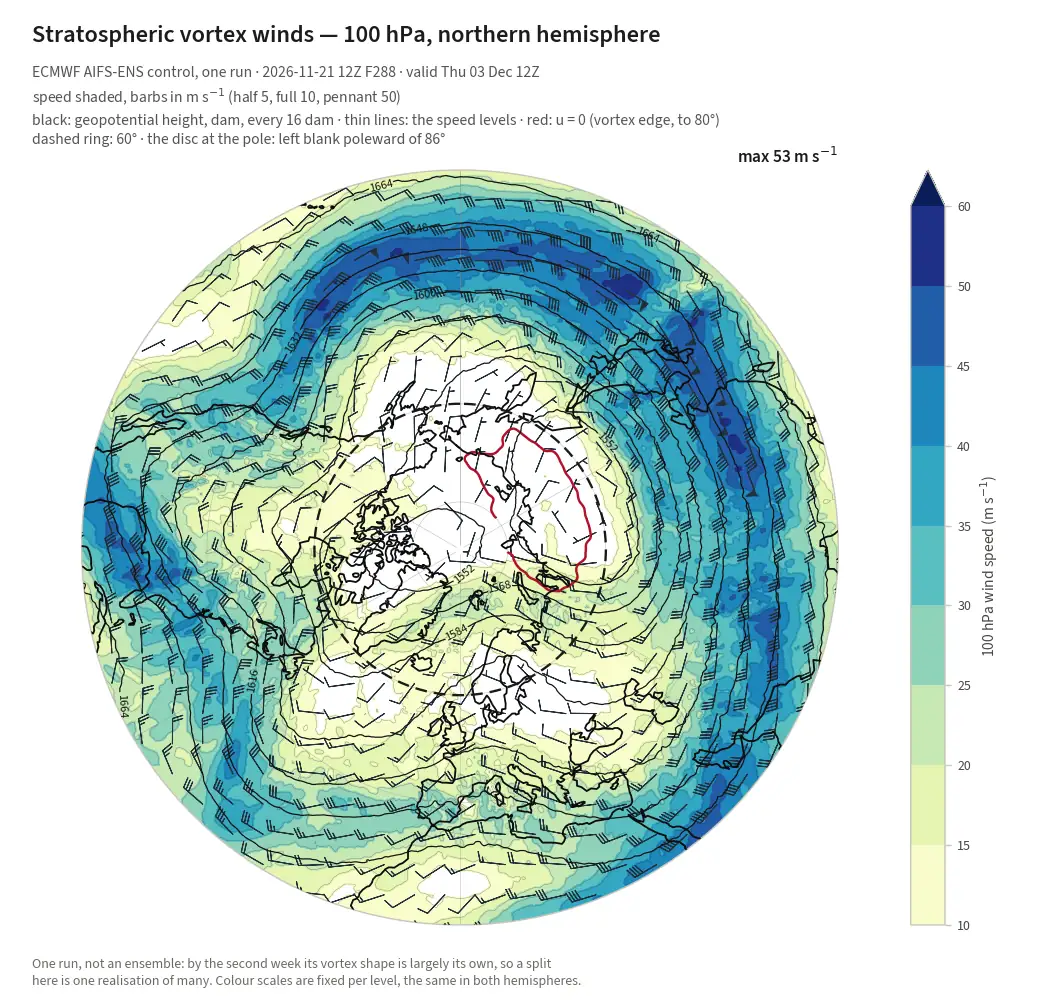 Stratospheric vortex winds — 100 hPa, northern hemisphere
ECMWF AIFS-ENS control, one run · 2026-11-21 12Z F288 · valid Thu 03 Dec 12Z
speed shaded, barbs in m s⁻¹ (half 5, full 10, pennant 50)
black: geopotential height, dam, every 16 dam · thin lines: the speed levels · red: u = 0 (vortex edge, to 80°)
dashed ring: 60° · the disc at the pole: left blank poleward of 86°
max 53 m s⁻¹
1664
1664
1648
1600
1632
1552
1552
1568
1584
1616
1664
60
50
45
40
35
30
25
20
15
10
100 hPa wind speed (m s⁻¹)
One run, not an ensemble: by the second week its vortex shape is largely its own, so a split
here is one realisation of many. Colour scales are fixed per level, the same in both hemispheres.